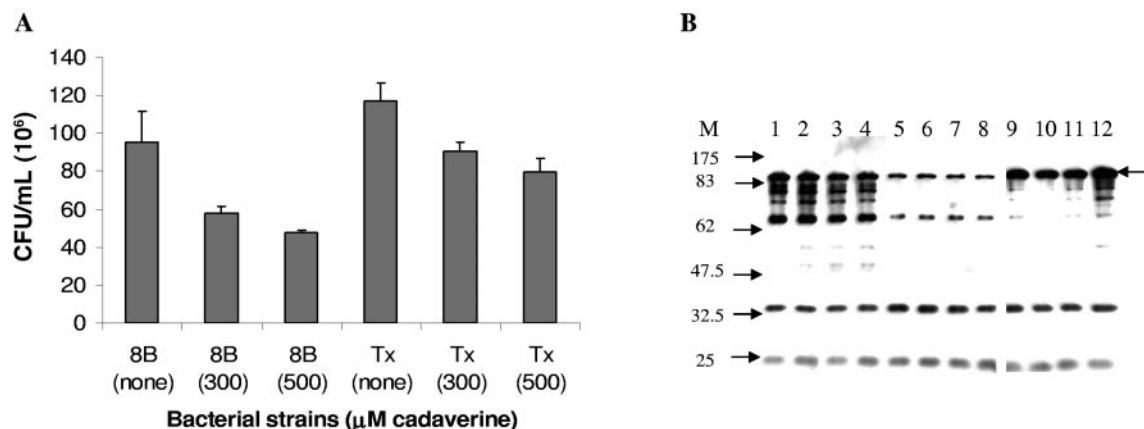 A
CFU/mL (10⁶)
140
120
100
80
60
40
20
0
8B (none)
8B (300)
8B (500)
Tx (none)
Tx (300)
Tx (500)
Bacterial strains (μM cadaverine)
B
M 1 2 3 4 5 6 7 8 9 10 11 12
175
83
62
47.5
32.5
25